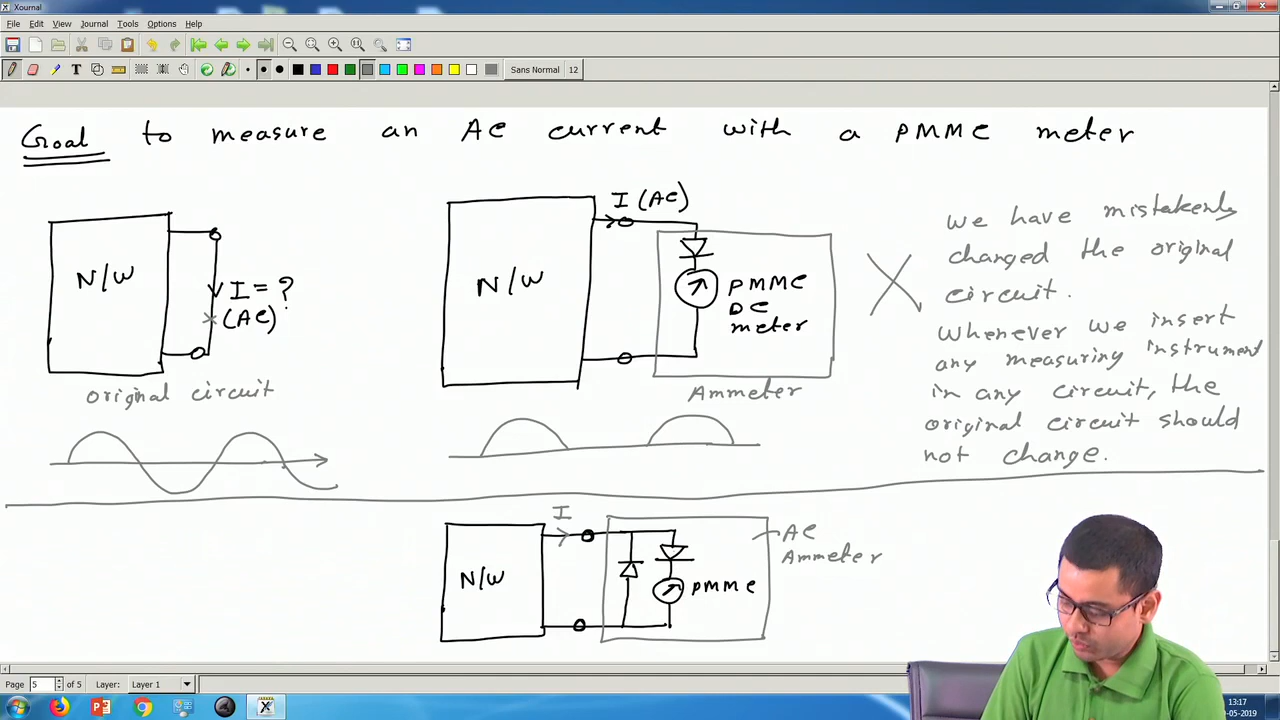 Xournal
File Edit View Journal Tools Options Help
Sans Normal 12
Goal to measure an AC current with a PMMC meter
N/W
I = ?
(AC)
original circuit
I (AC)
N/W
PMMC
DC
meter
Ammeter
We have mistakenly
changed the original
circuit.
Whenever we insert
any measuring instrument
in any circuit, the
original circuit should
not change.
I
N/W
PMMC
AC
Ammeter
Page 5 of 5 Layer: Layer 1
13:17